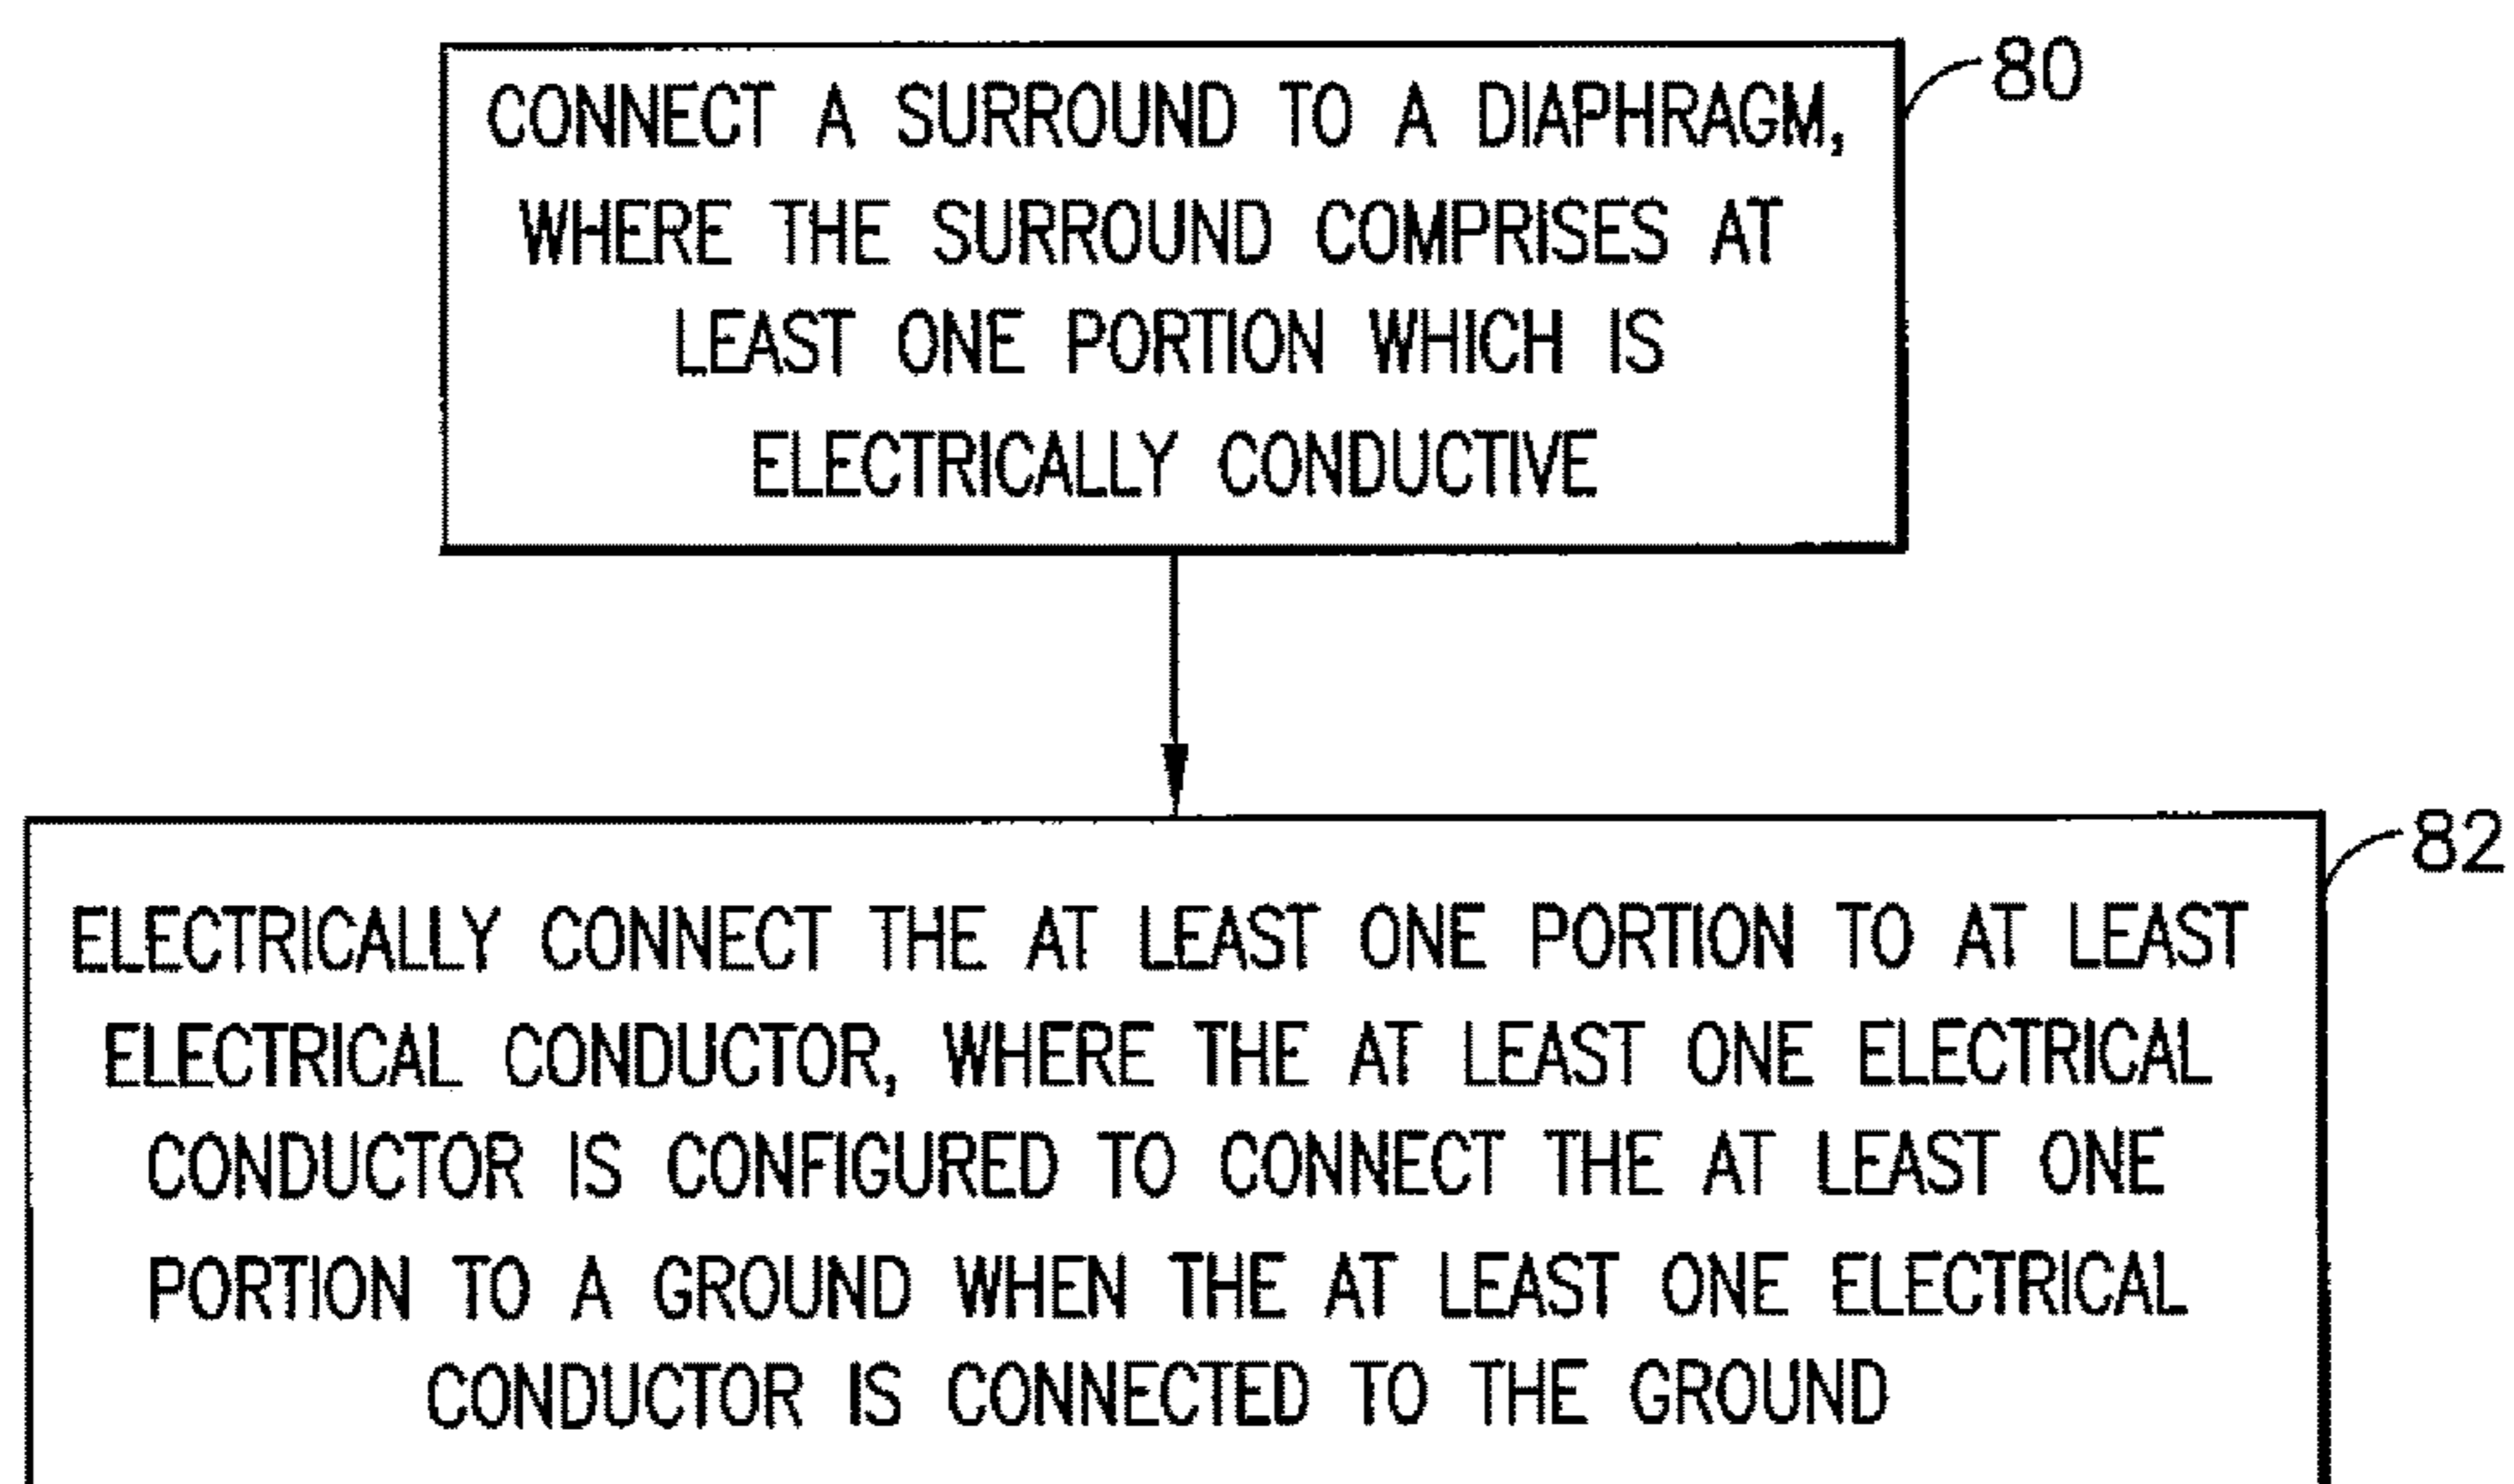 CONNECT A SURROUND TO A DIAPHRAGM,
WHERE THE SURROUND COMPRISES AT
LEAST ONE PORTION WHICH IS
ELECTRICALLY CONDUCTIVE
80
ELECTRICALLY CONNECT THE AT LEAST ONE PORTION TO AT LEAST
ELECTRICAL CONDUCTOR, WHERE THE AT LEAST ONE ELECTRICAL
CONDUCTOR IS CONFIGURED TO CONNECT THE AT LEAST ONE
PORTION TO A GROUND WHEN THE AT LEAST ONE ELECTRICAL
CONDUCTOR IS CONNECTED TO THE GROUND
82